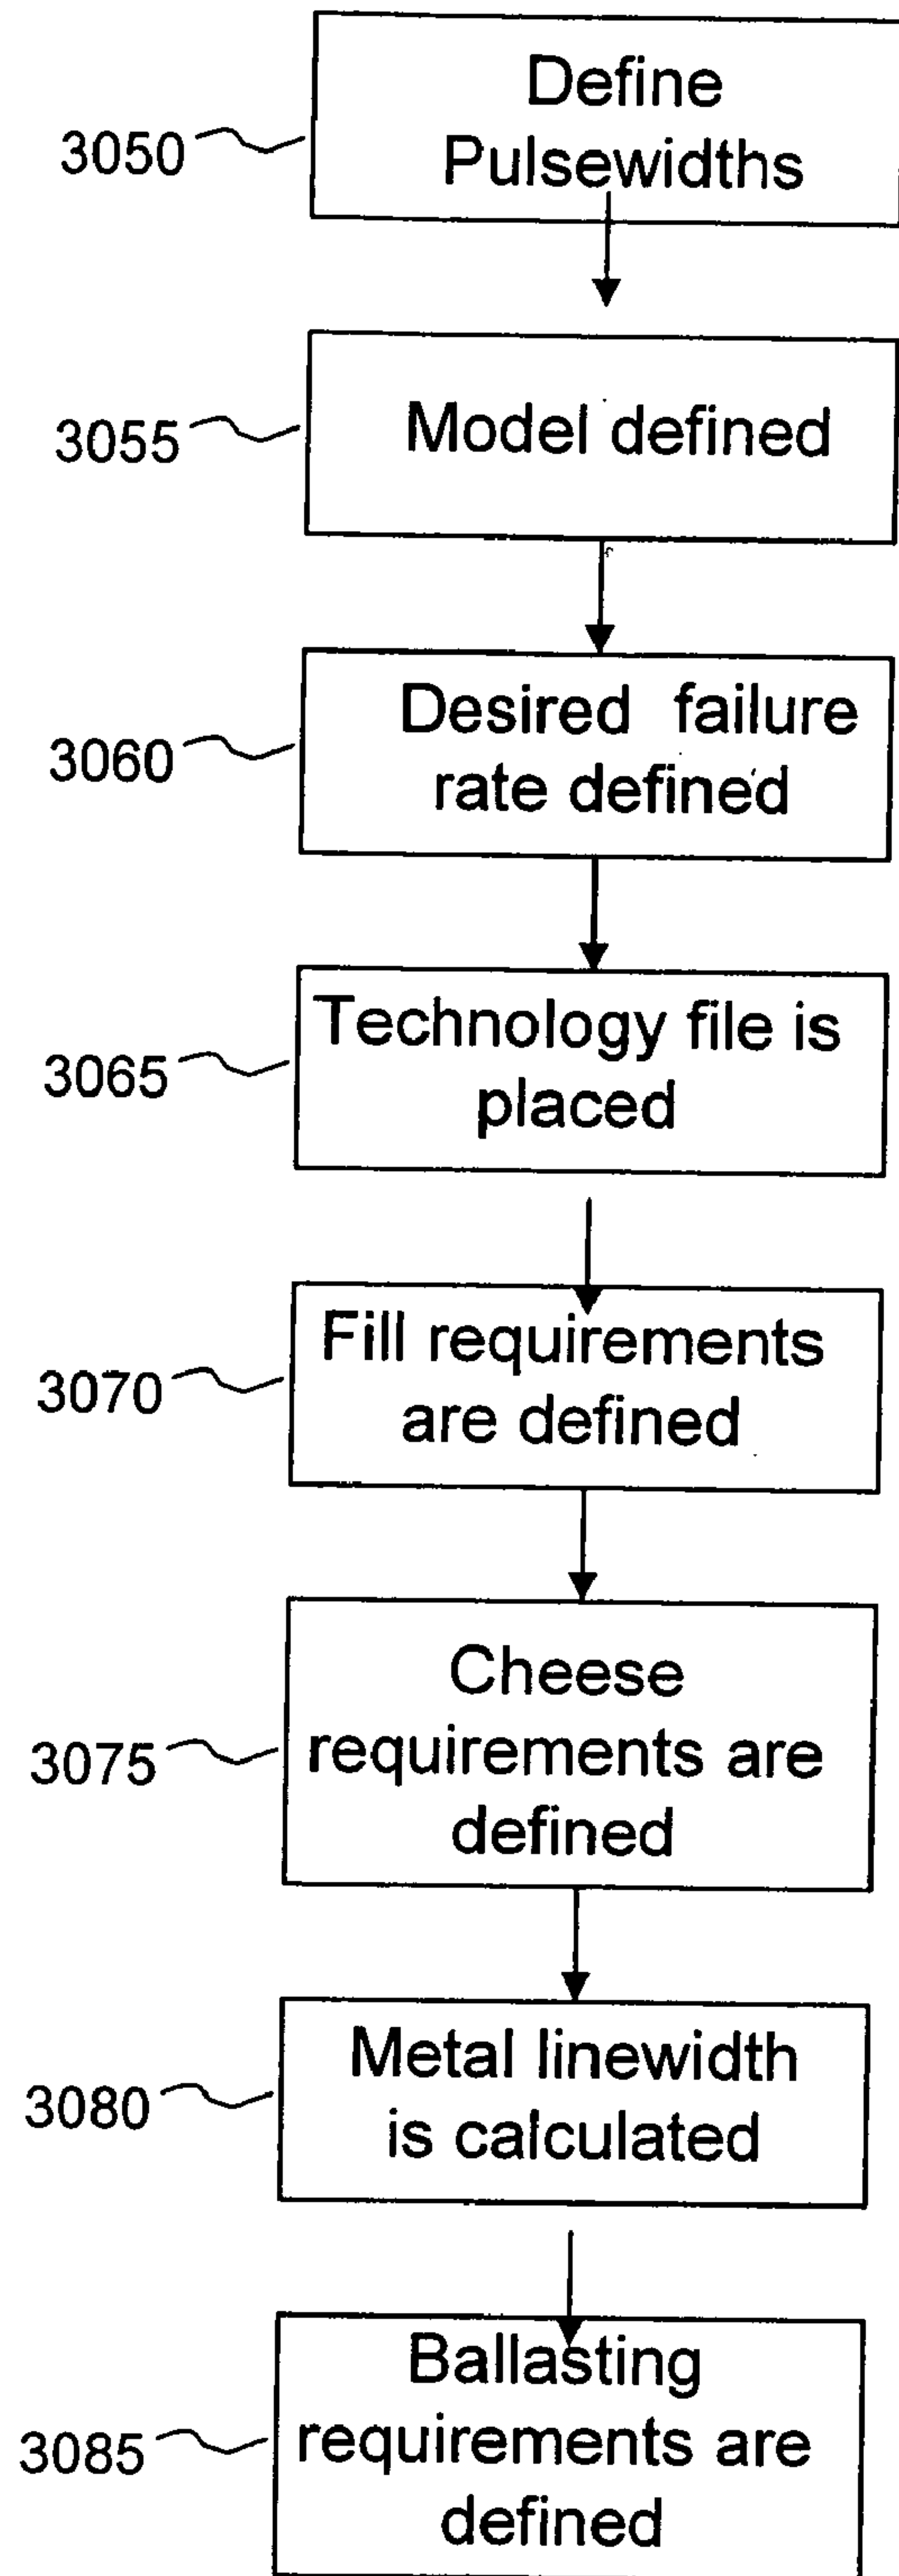 Define
3050
Pulsewidths
3055
Model defined
Desired failure
3060
rate defined
Technology file is
3065
placed
Fill requirements
3070
are defined
Cheese
3075
requirements are
defined
Metal linewidth
3080
is calculated
Ballasting
3085
requirements are
defined